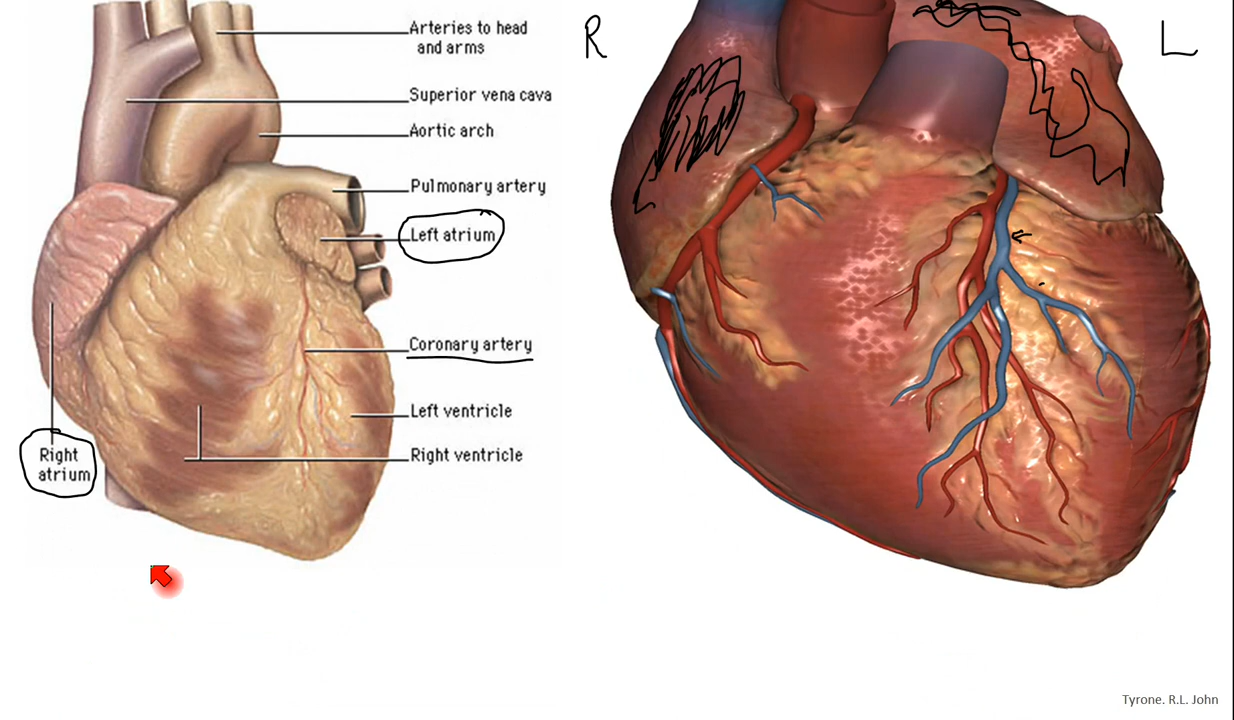 Arteries to head
and arms
Superior vena cava
Aortic arch
Pulmonary artery
Left atrium
Coronary artery
Left ventricle
Right ventricle
Right
atrium
R
L
Tyrone. R.L. John